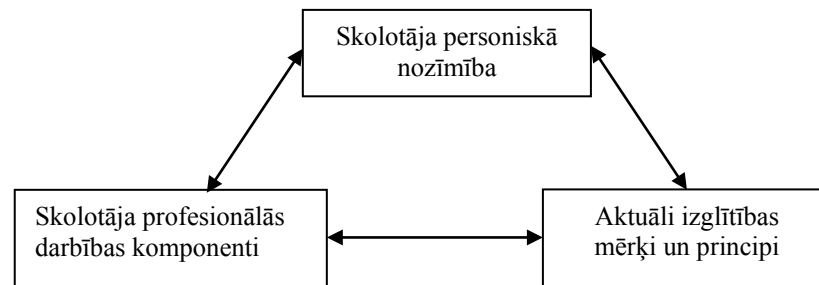 Skolotāja personiskā
nozīmība
Skolotāja profesionālās
darbības komponenti
Aktuāli izglītības
mērķi un principi